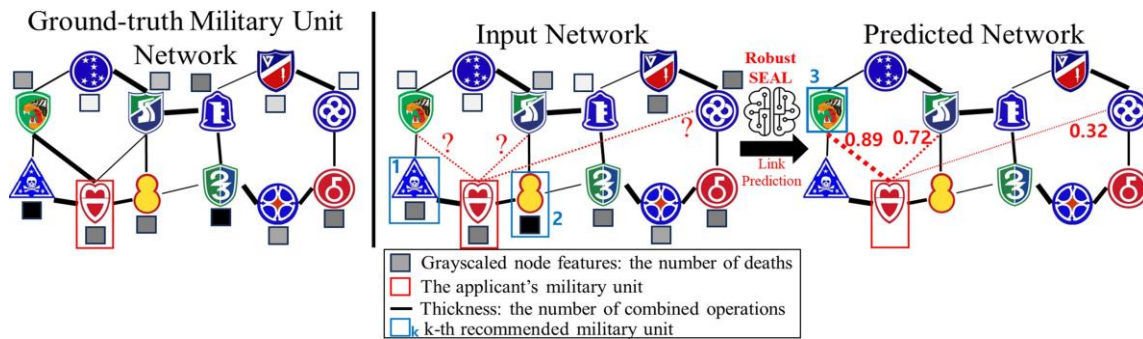 Ground-truth Military Unit
Network
Input Network
Robust
SEAL
Link
Prediction
Predicted Network
?
?
?
1
2
3
0.89
0.72
0.32
Grayscaled node features: the number of deaths
The applicant's military unit
Thickness: the number of combined operations
k k-th recommended military unit